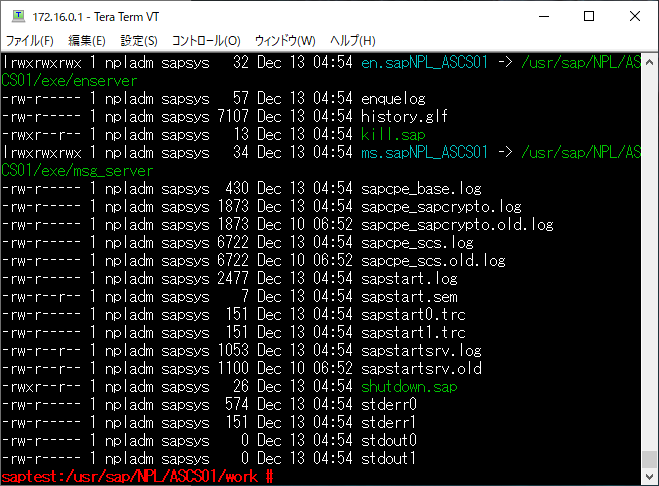 172.16.0.1 - Tera Term VT
ファイル(F) 編集(E) 設定(S) コントロール(O) ウィンドウ(W) ヘルプ(H)
lrwxrwxrwx 1 npladm sapsys   32 Dec 13 04:54 en.sapNPL_ASCS01 -> /usr/sap/NPL/AS
CS01/exe/enserver
-rw-r----- 1 npladm sapsys   57 Dec 13 04:54 enquelog
-rw-r----- 1 npladm sapsys 7107 Dec 13 04:54 history.glf
-rwxr--r-- 1 npladm sapsys   13 Dec 13 04:54 kill.sap
lrwxrwxrwx 1 npladm sapsys   34 Dec 13 04:54 ms.sapNPL_ASCS01 -> /usr/sap/NPL/AS
CS01/exe/msg_server
-rw-r----- 1 npladm sapsys  430 Dec 13 04:54 sapcpe_base.log
-rw-r----- 1 npladm sapsys 1873 Dec 13 04:54 sapcpe_sapcrypto.log
-rw-r----- 1 npladm sapsys 1873 Dec 10 06:52 sapcpe_sapcrypto.old.log
-rw-r----- 1 npladm sapsys 6722 Dec 13 04:54 sapcpe_scs.log
-rw-r----- 1 npladm sapsys 6722 Dec 10 06:52 sapcpe_scs.old.log
-rw-r----- 1 npladm sapsys 2477 Dec 13 04:54 sapstart.log
-rw-r--r-- 1 npladm sapsys    7 Dec 13 04:54 sapstart.sem
-rw-r----- 1 npladm sapsys  151 Dec 13 04:54 sapstart0.trc
-rw-r----- 1 npladm sapsys  151 Dec 13 04:54 sapstart1.trc
-rw-r----- 1 npladm sapsys 1053 Dec 13 04:54 sapstartsrv.log
-rw-r----- 1 npladm sapsys 1100 Dec 10 06:52 sapstartsrv.old
-rwxr--r-- 1 npladm sapsys   26 Dec 13 04:54 shutdown.sap
-rw-r----- 1 npladm sapsys  574 Dec 13 04:54 stderr0
-rw-r----- 1 npladm sapsys  151 Dec 13 04:54 stderr1
-rw-r----- 1 npladm sapsys    0 Dec 13 04:54 stdout0
-rw-r----- 1 npladm sapsys    0 Dec 13 04:54 stdout1
saptest:/usr/sap/NPL/ASCS01/work #